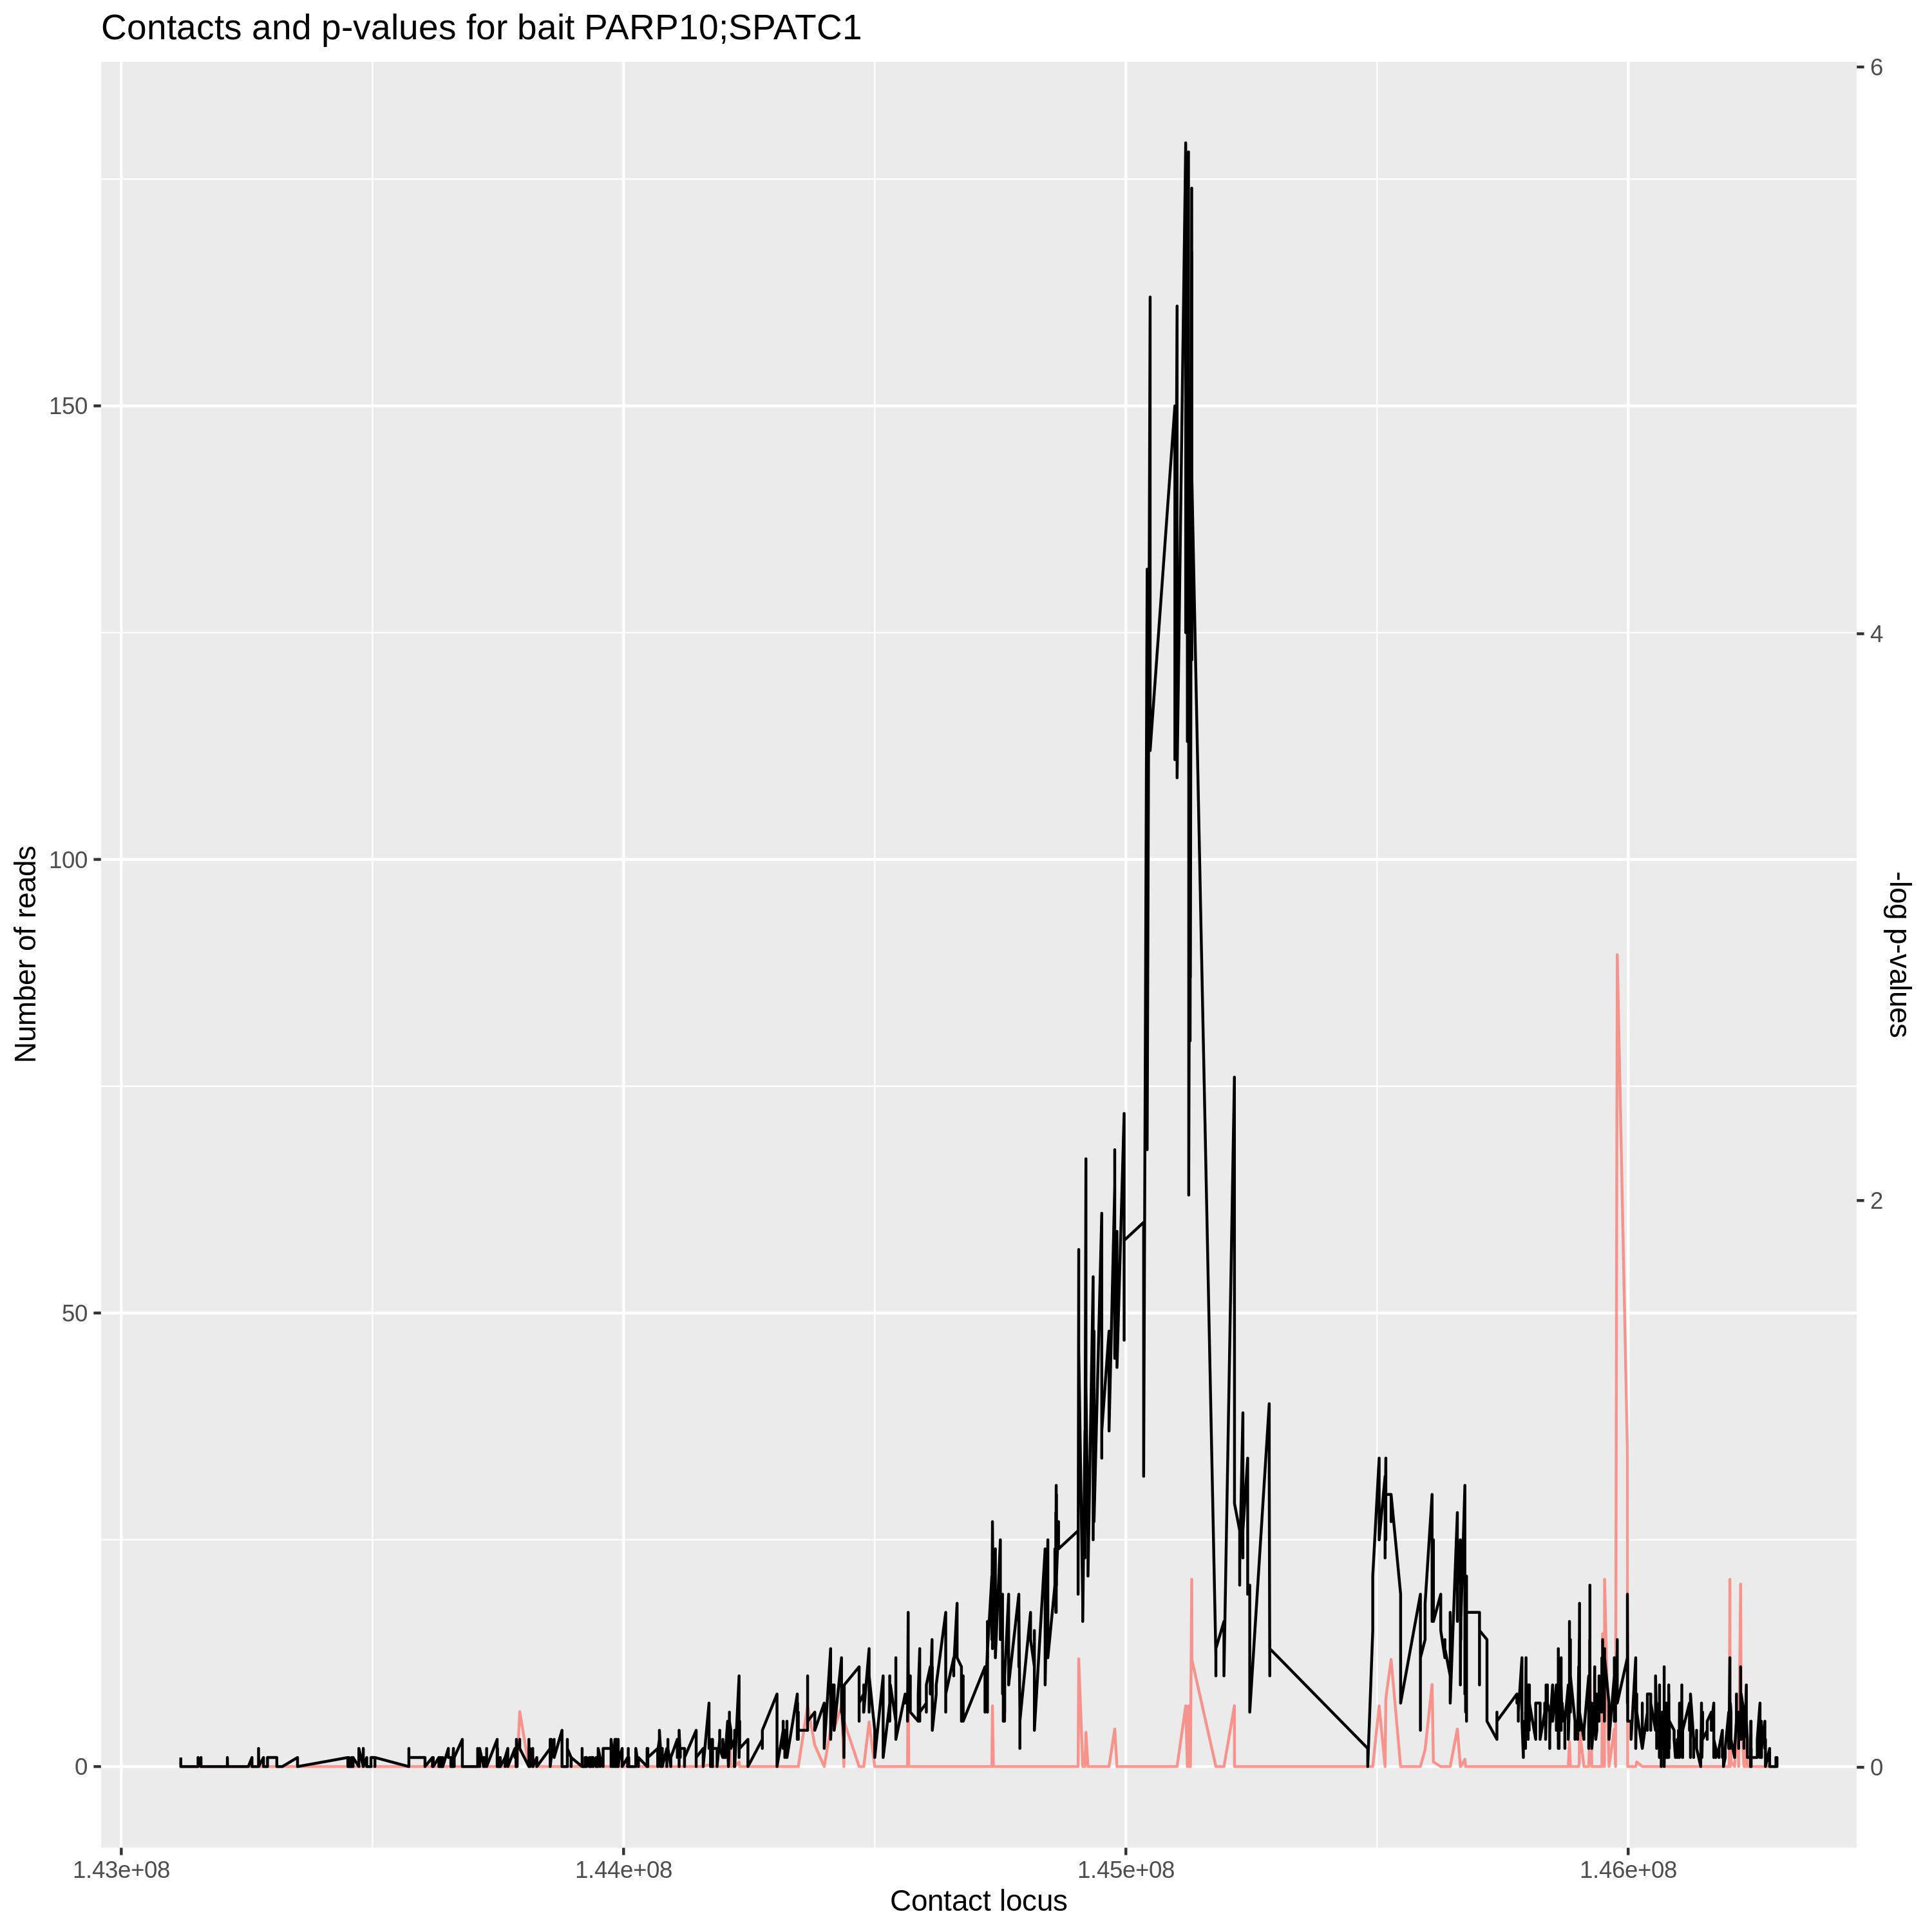 Contacts and p-values for bait PARP10;SPATC1
6
150
4
100
Number of reads
-log p-values
2
50
0
0
1.43e+08
1.44e+08
1.45e+08
1.46e+08
Contact locus